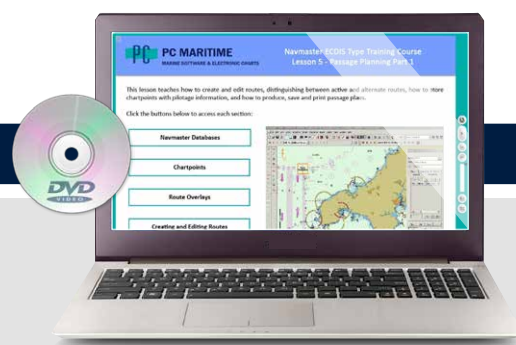 PC
PC MARITIME
MARINE SOFTWARE & ELECTRONIC CHARTS
Navmaster ECDIS Type Training Course
Lesson 5 - Passage Planning Part 1
This lesson teaches how to create and edit routes, distinguishing between active and alternate routes, how to store
chartpoints with pilotage information, and how to produce, save and print passage plans.
Click the buttons below to access each section:
Navmaster Databases
Chartpoints
Route Overlays
Creating and Editing Routes
DVD
VIDEO